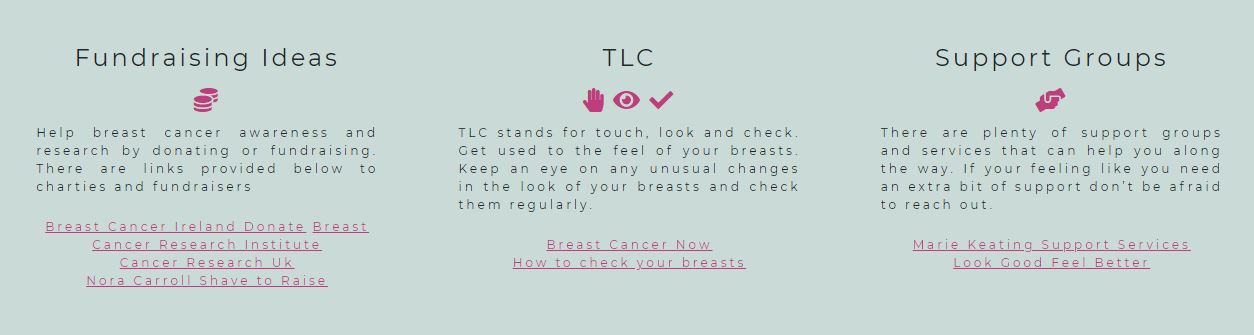 Fundraising Ideas
Help breast cancer awareness and
research by donating or fundraising.
There are links provided below to
charties and fundraisers
Breast Cancer Ireland Donate Breast
Cancer Research Institute
Cancer Research Uk
Nora Carroll Shave to Raise
TLC
TLC stands for touch, look and check.
Get used to the feel of your breasts.
Keep an eye on any unusual changes
in the look of your breasts and check
them regularly.
Breast Cancer Now
How to check your breasts
Support Groups
There are plenty of support groups
and services that can help you along
the way. If your feeling like you need
an extra bit of support don't be afraid
to reach out.
Marie Keating Support Services
Look Good Feel Better